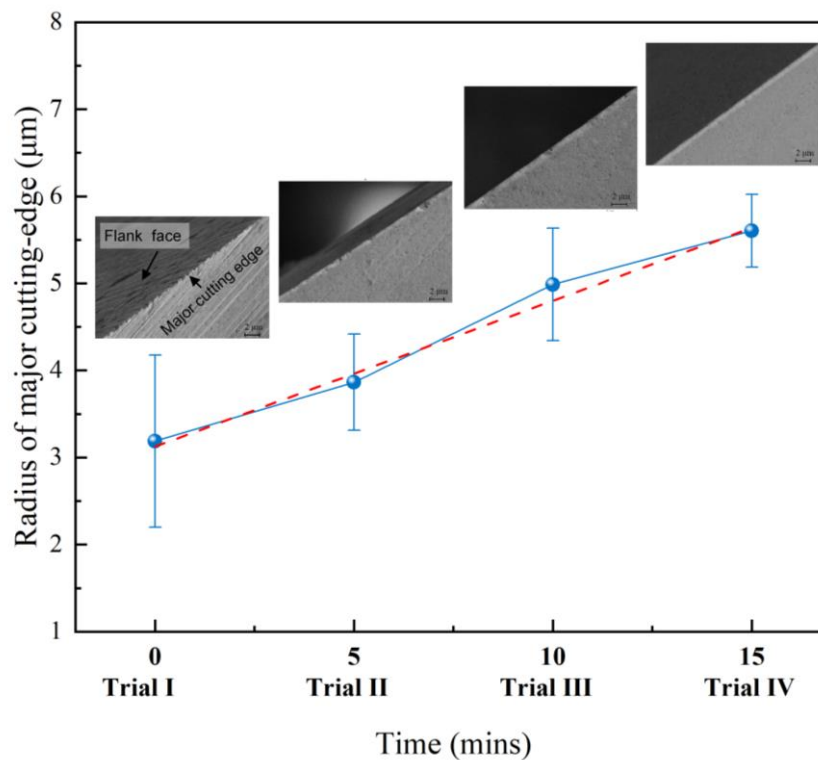 Radius of major cutting-edge (μm)
8
7
6
5
4
3
2
1
Flank face
Major cutting edge
2 μm
2 μm
2 μm
2 μm
0
5
10
15
Trial I
Trial II
Trial III
Trial IV
Time (mins)